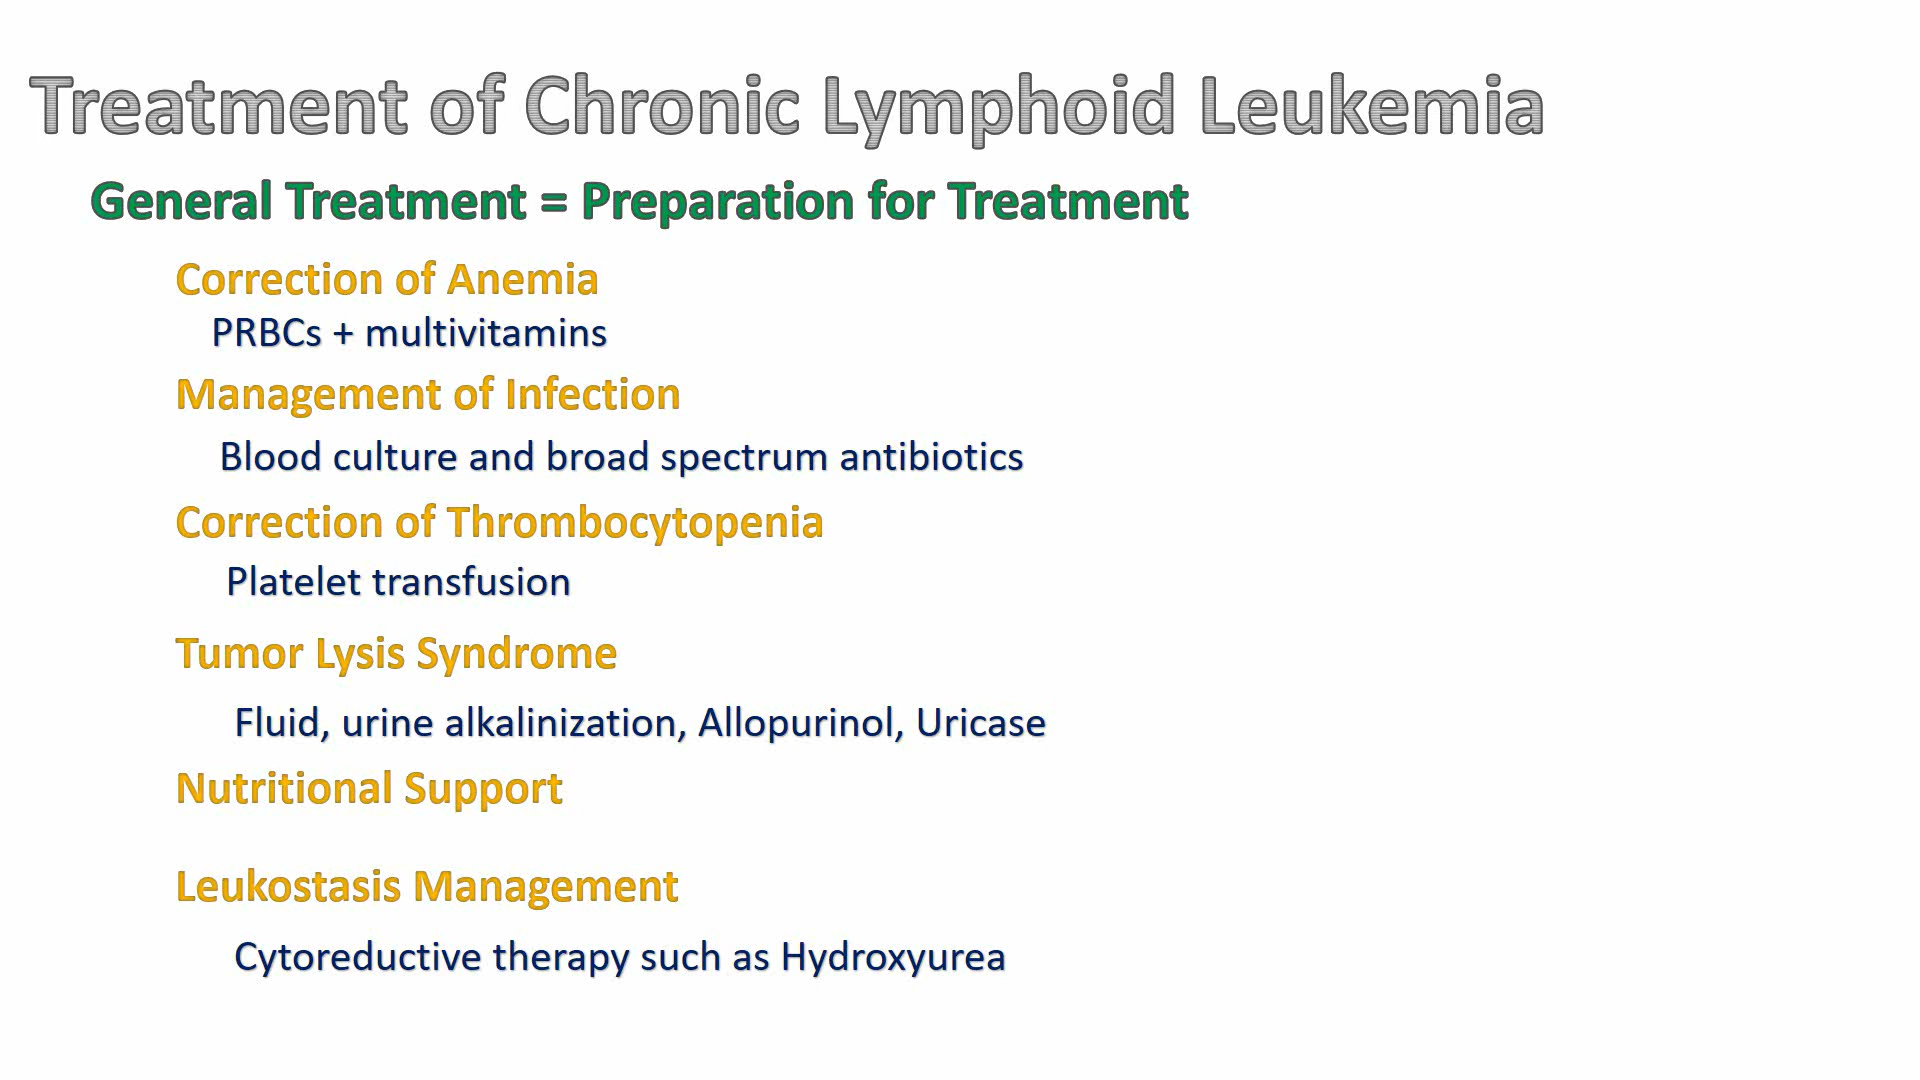 Treatment of Chronic Lymphoid Leukemia
General Treatment = Preparation for Treatment
Correction of Anemia
PRBCs + multivitamins
Management of Infection
Blood culture and broad spectrum antibiotics
Correction of Thrombocytopenia
Platelet transfusion
Tumor Lysis Syndrome
Fluid, urine alkalinization, Allopurinol, Uricase
Nutritional Support
Leukostasis Management
Cytoreductive therapy such as Hydroxyurea